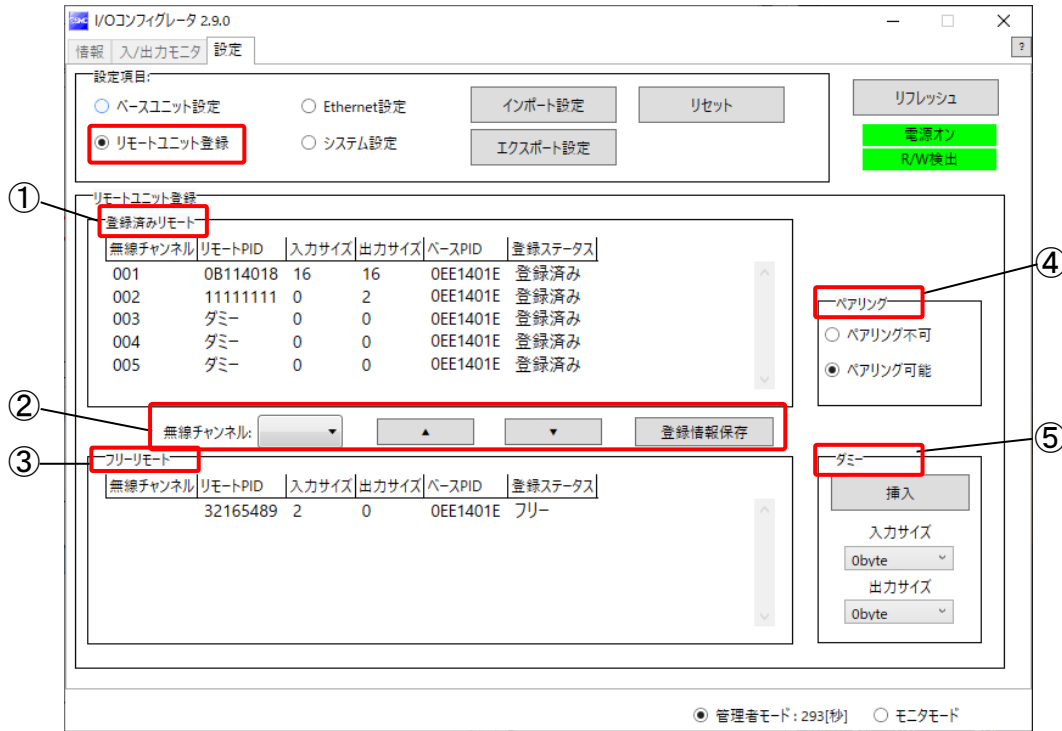 SMC I/Oコンフィグレータ 2.9.0
情報 入/出力モニタ 設定 ?
設定項目:
ベースユニット設定 Ethernet設定 インポート設定 リセット リフレッシュ
リモートユニット登録 システム設定 エクスポート設定 電源オン
R/W検出
① リモートユニット登録
登録済みリモート
無線チャンネル リモートPID 入力サイズ 出力サイズ ベースPID 登録ステータス
001 0B114018 16 16 0EE1401E 登録済み
002 11111111 0 2 0EE1401E 登録済み
003 ダミー 0 0 0EE1401E 登録済み
004 ダミー 0 0 0EE1401E 登録済み
005 ダミー 0 0 0EE1401E 登録済み
④
ペアリング
ペアリング不可
ペアリング可能
②
無線チャンネル: ▼ ▲ ▼ 登録情報保存
③ フリーリモート
無線チャンネル リモートPID 入力サイズ 出力サイズ ベースPID 登録ステータス
32165489 2 0 0EE1401E フリー
⑤
ダミー
挿入
入力サイズ
0byte
出力サイズ
0byte
管理者モード : 293[秒] モニタモード